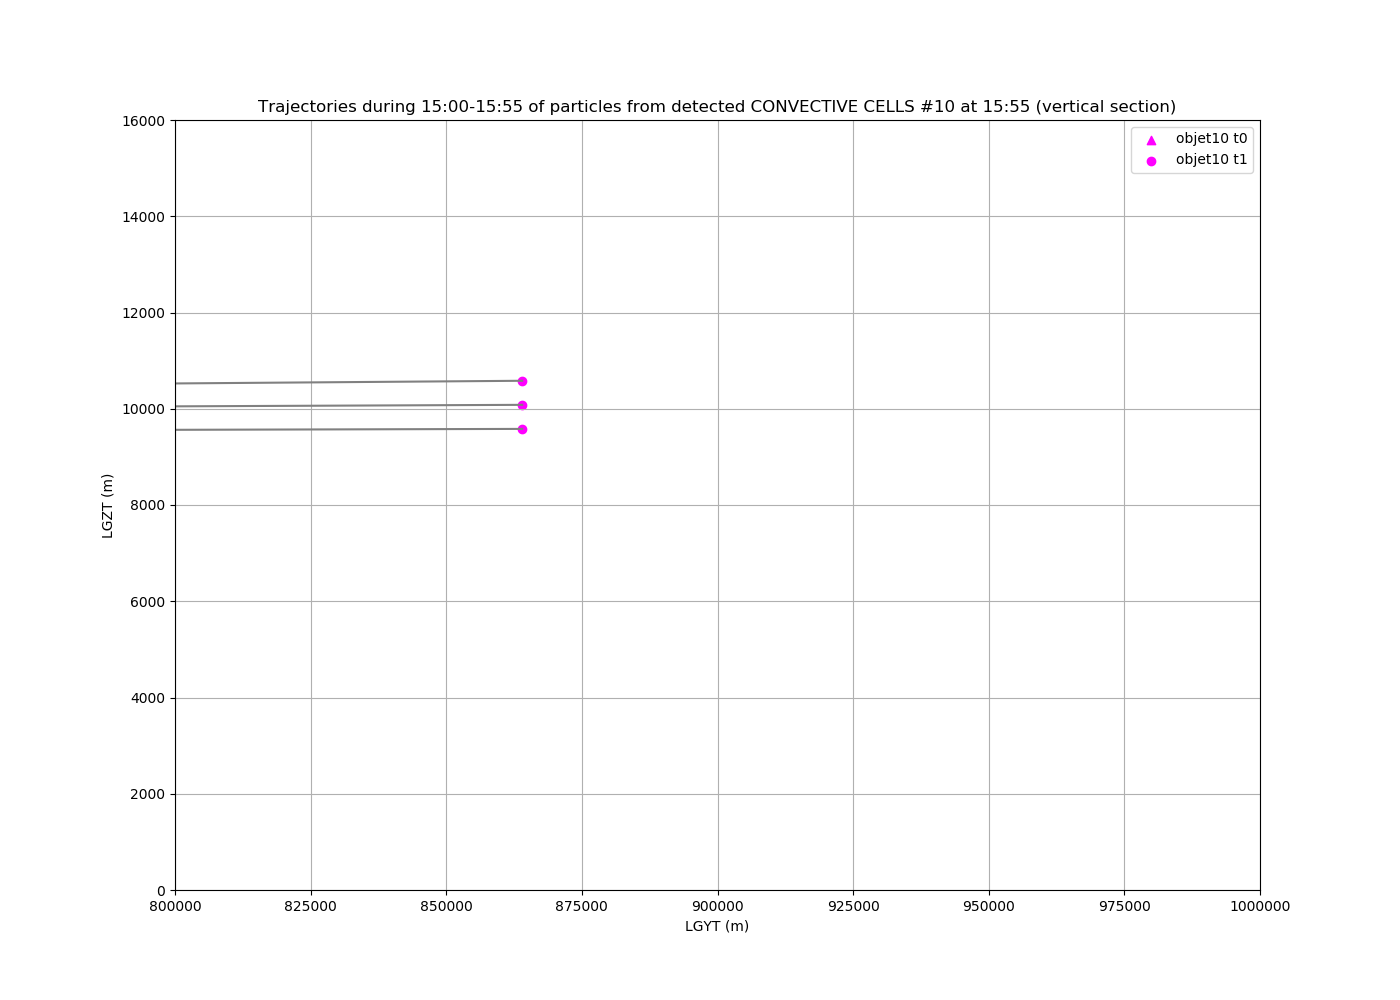 Trajectories during 15:00-15:55 of particles from detected CONVECTIVE CELLS #10 at 15:55 (vertical section)
objet10 t0
objet10 t1
16000
14000
12000
10000
8000
6000
4000
2000
0
LGZT (m)
800000 825000 850000 875000 900000 925000 950000 975000 1000000
LGYT (m)